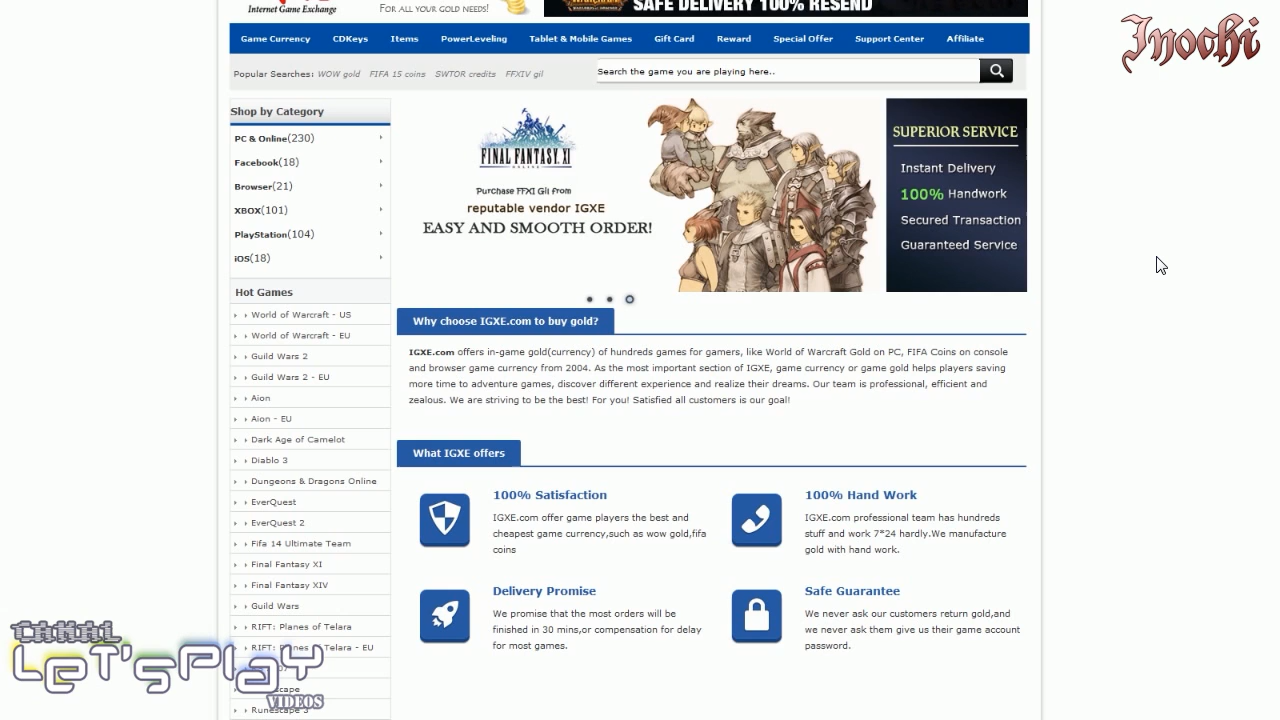 Internet Game Exchange
FOR ALL YOUR GOLD NEEDS!
SAFE DELIVERY 100% RESEND
Inochi
Game Currency CDKeys Items PowerLeveling Tablet & Mobile Games Gift Card Reward Special Offer Support Center Affiliate
Popular Searches: WOW gold FIFA 15 coins SWTOR credits FFXIV gil
Search the game you are playing here..
Shop by Category
PC & Online(230)
Facebook(18)
Browser(21)
XBOX(101)
PlayStation(104)
iOS(18)
Hot Games
World of Warcraft - US
World of Warcraft - EU
Guild Wars 2
Guild Wars 2 - EU
Aion
Aion - EU
Dark Age of Camelot
Diablo 3
Dungeons & Dragons Online
EverQuest
EverQuest 2
Fifa 14 Ultimate Team
Final Fantasy XI
Final Fantasy XIV
Guild Wars
RIFT: Planes of Telara
RIFT: Planes of Telara - EU
Runescape 3
FINAL FANTASY XI
ONLINE
Purchase FFXI Gil from
reputable vendor IGXE
EASY AND SMOOTH ORDER!
SUPERIOR SERVICE
Instant Delivery
100% Handwork
Secured Transaction
Guaranteed Service
Why choose IGXE.com to buy gold?
IGXE.com offers in-game gold(currency) of hundreds games for gamers, like World of Warcraft Gold on PC, FIFA Coins on console
and browser game currency from 2004. As the most important section of IGXE, game currency or game gold helps players saving
more time to adventure games, discover different experience and realize their dreams. Our team is professional, efficient and
zealous. We are striving to be the best! For you! Satisfied all customers is our goal!
What IGXE offers
100% Satisfaction
IGXE.com offer game players the best and
cheapest game currency,such as wow gold,fifa
coins
100% Hand Work
IGXE.com professional team has hundreds
stuff and work 7*24 hardly.We manufacture
gold with hand work.
Delivery Promise
We promise that the most orders will be
finished in 30 mins,or compensation for delay
for most games.
Safe Guarantee
We never ask our customers return gold,and
we never ask them give us their game account
password.
CANAL
LET'SPLAY
VIDEOS